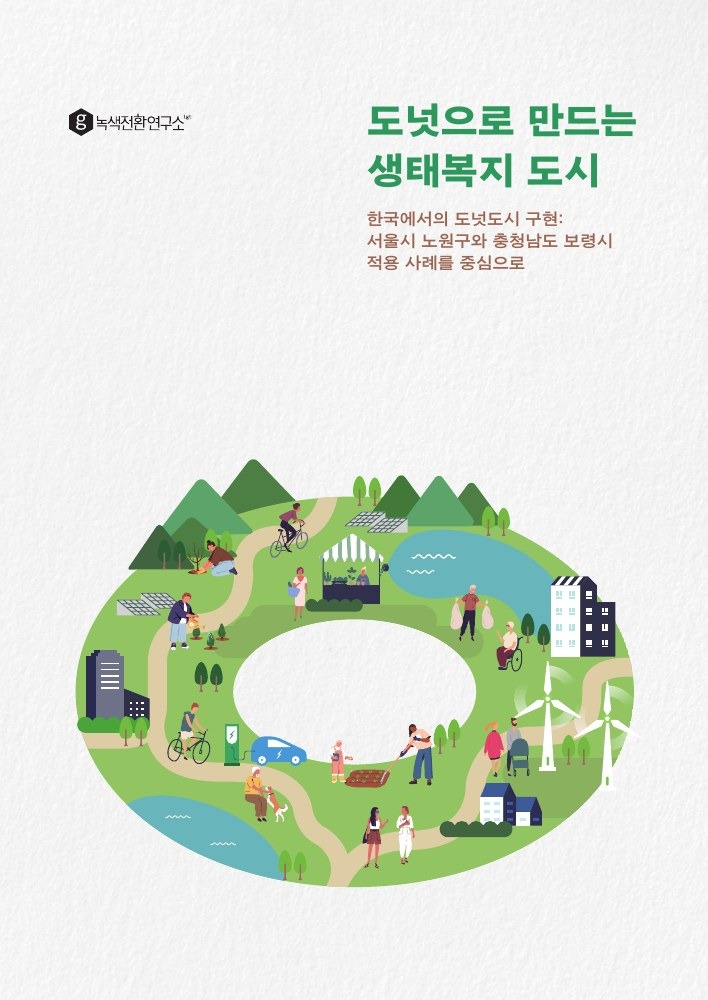 녹색전환연구소
도넛으로 만드는
생태복지 도시
한국에서의 도넛도시 구현:
서울시 노원구와 충청남도 보령시
적용 사례를 중심으로